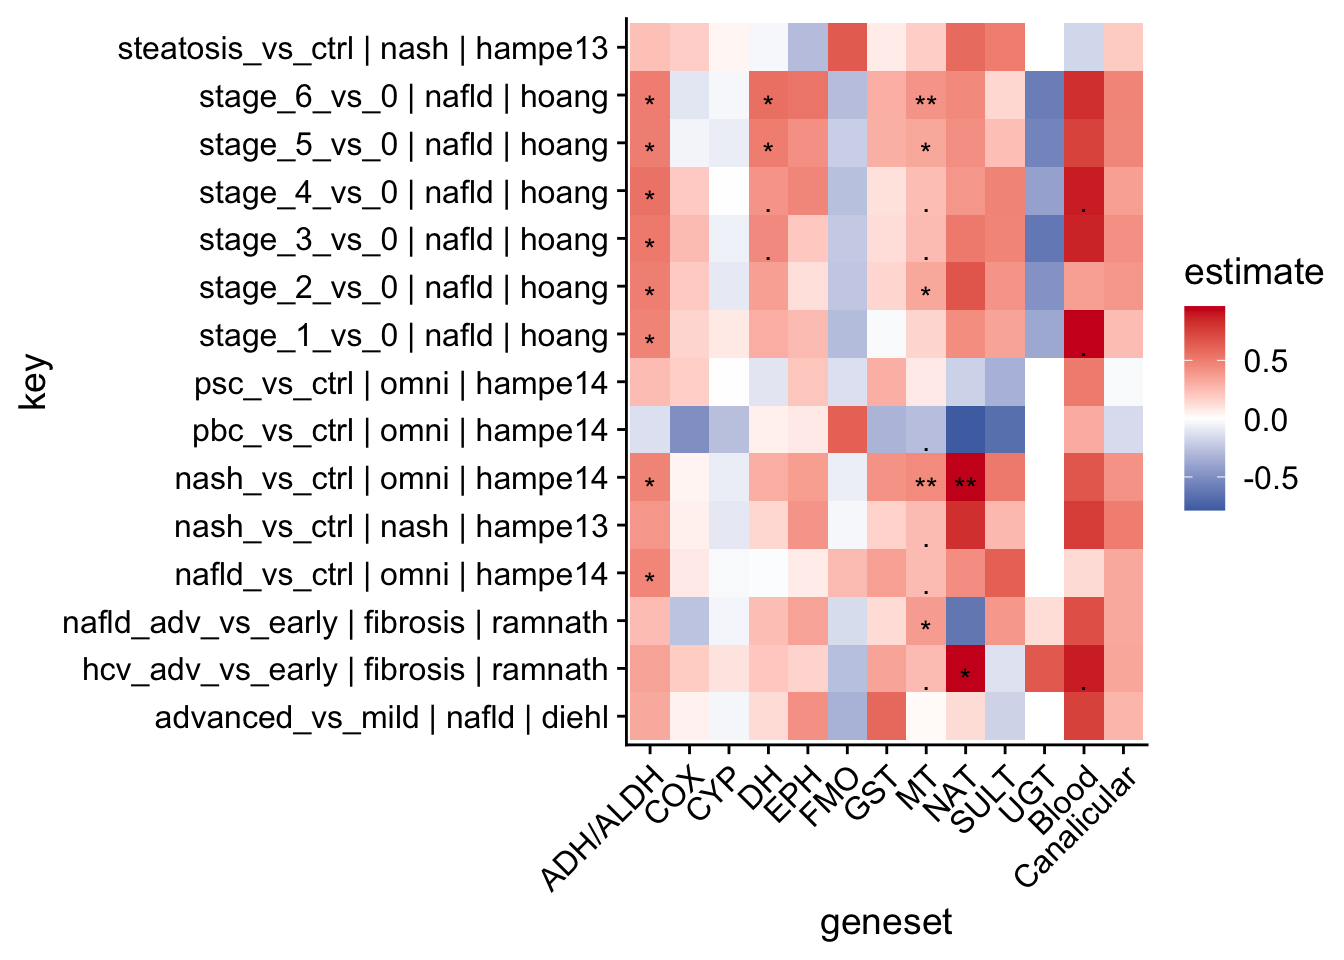 steatosis_vs_ctrl | nash | hampe13
stage_6_vs_0 | nafld | hoang
* * **
stage_5_vs_0 | nafld | hoang
* * *
stage_4_vs_0 | nafld | hoang
* . . .
stage_3_vs_0 | nafld | hoang
* . .
stage_2_vs_0 | nafld | hoang
* *
stage_1_vs_0 | nafld | hoang
* .
psc_vs_ctrl | omni | hampe14
pbc_vs_ctrl | omni | hampe14
.
nash_vs_ctrl | omni | hampe14
* ** **
nash_vs_ctrl | nash | hampe13
.
nafld_vs_ctrl | omni | hampe14
* .
nafld_adv_vs_early | fibrosis | ramnath
*
hcv_adv_vs_early | fibrosis | ramnath
. * .
advanced_vs_mild | nafld | diehl
key
ADH/ALDH
COX
CYP
DH
EPH
FMO
GST
MT
NAT
SULT
UGT
Blood
Canalicular
geneset
estimate
0.5
0.0
-0.5